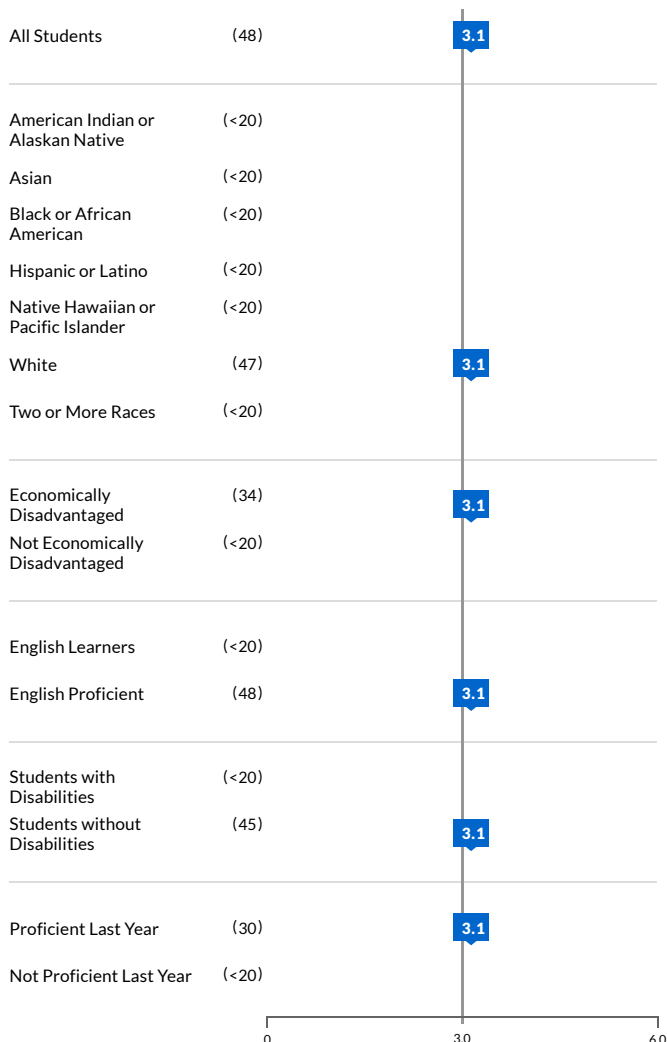 All Students (48) 3.1
American Indian or (<20)
Alaskan Native
Asian (<20)
Black or African (<20)
American
Hispanic or Latino (<20)
Native Hawaiian or (<20)
Pacific Islander
White (47) 3.1
Two or More Races (<20)
Economically (34) 3.1
Disadvantaged
Not Economically (<20)
Disadvantaged
English Learners (<20)
English Proficient (48) 3.1
Students with (<20)
Disabilities
Students without (45) 3.1
Disabilities
Proficient Last Year (30) 3.1
Not Proficient Last Year (<20)
0 3.0 6.0